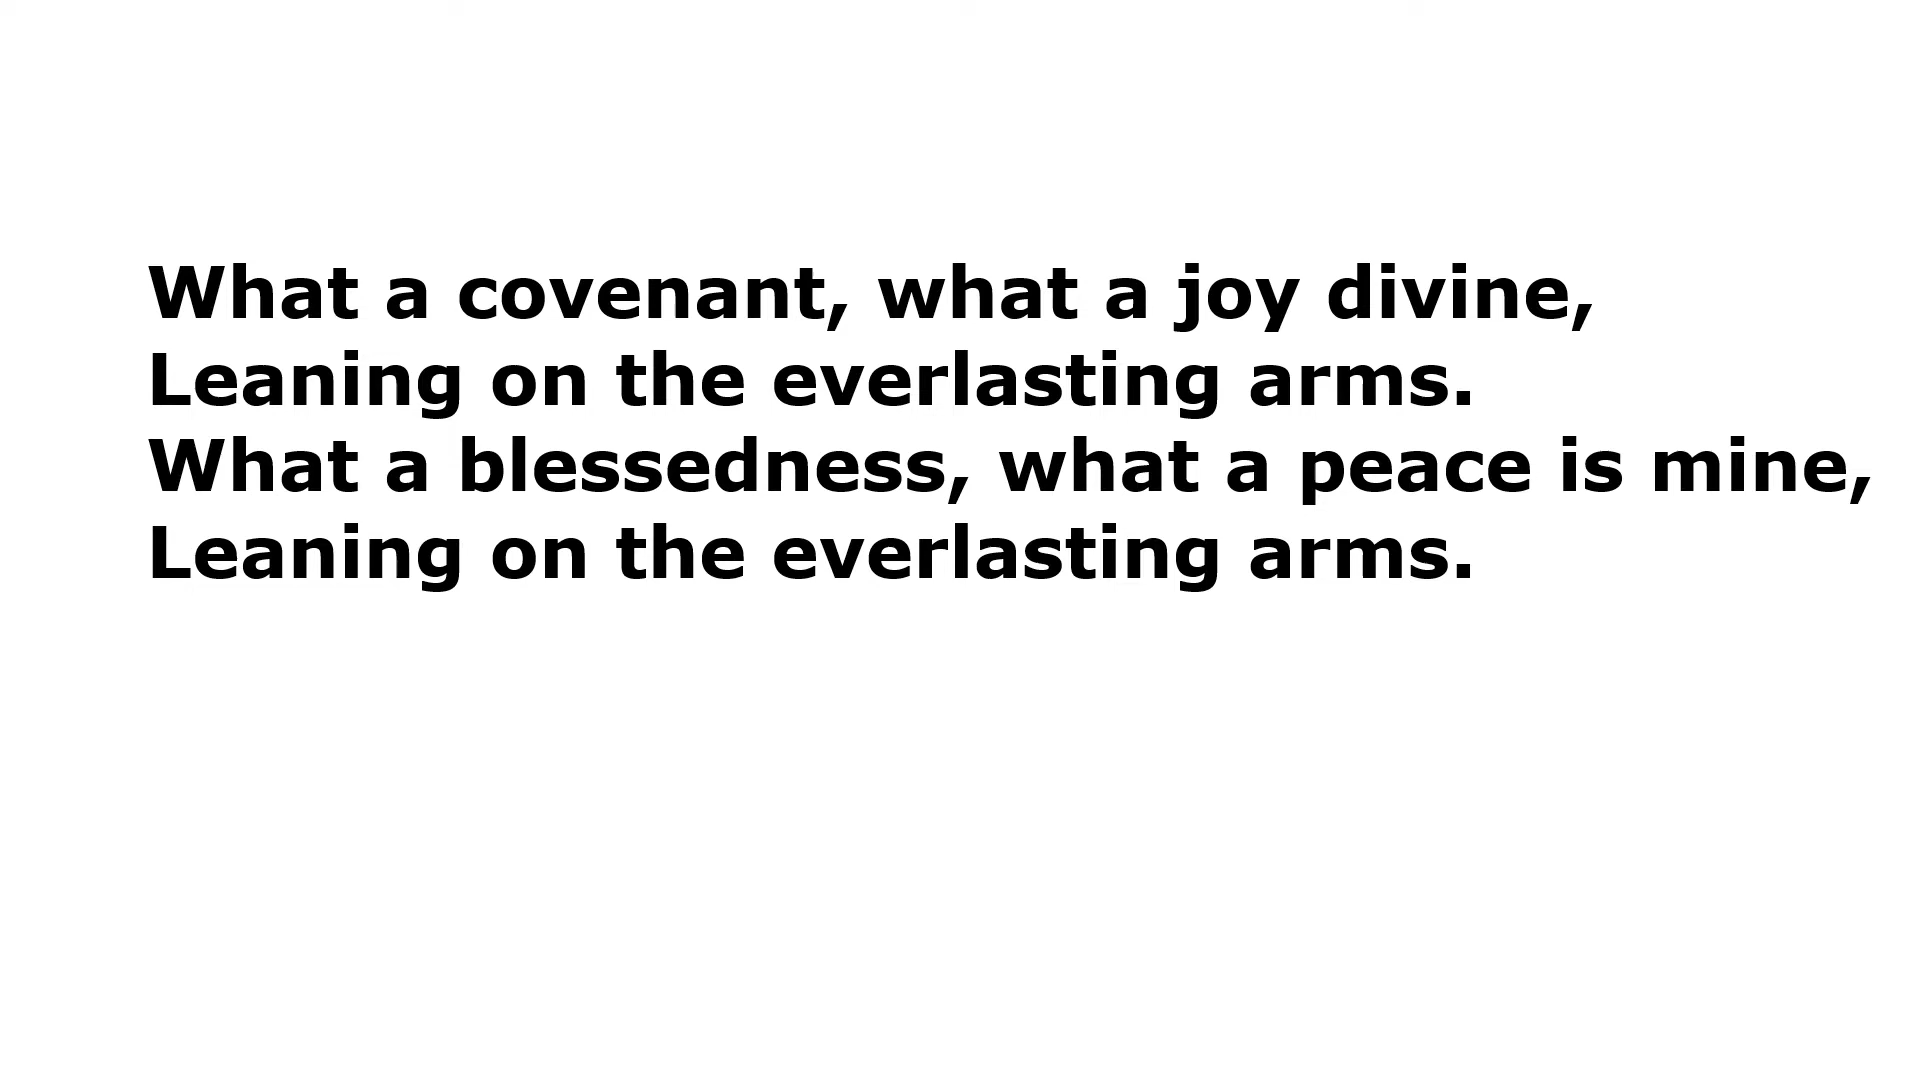 What a covenant, what a joy divine,
Leaning on the everlasting arms.
What a blessedness, what a peace is mine,
Leaning on the everlasting arms.